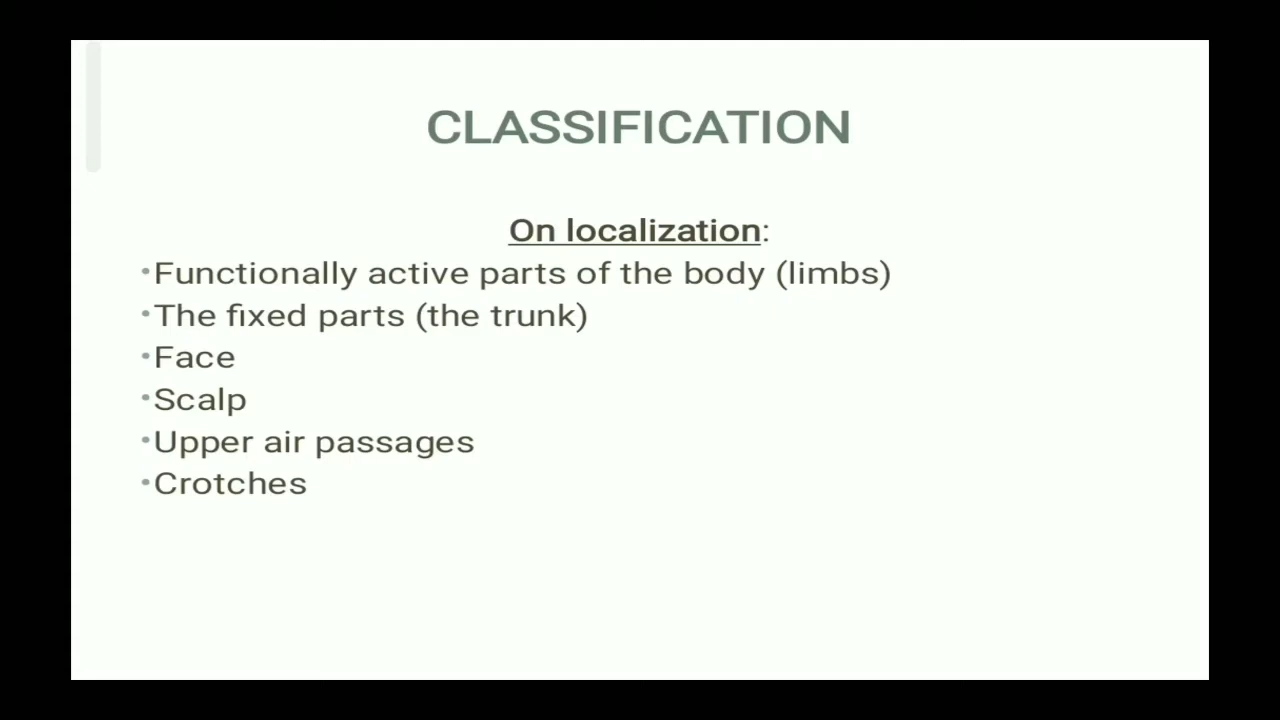 CLASSIFICATION
On localization:
•Functionally active parts of the body (limbs)
•The fixed parts (the trunk)
•Face
•Scalp
•Upper air passages
•Crotches